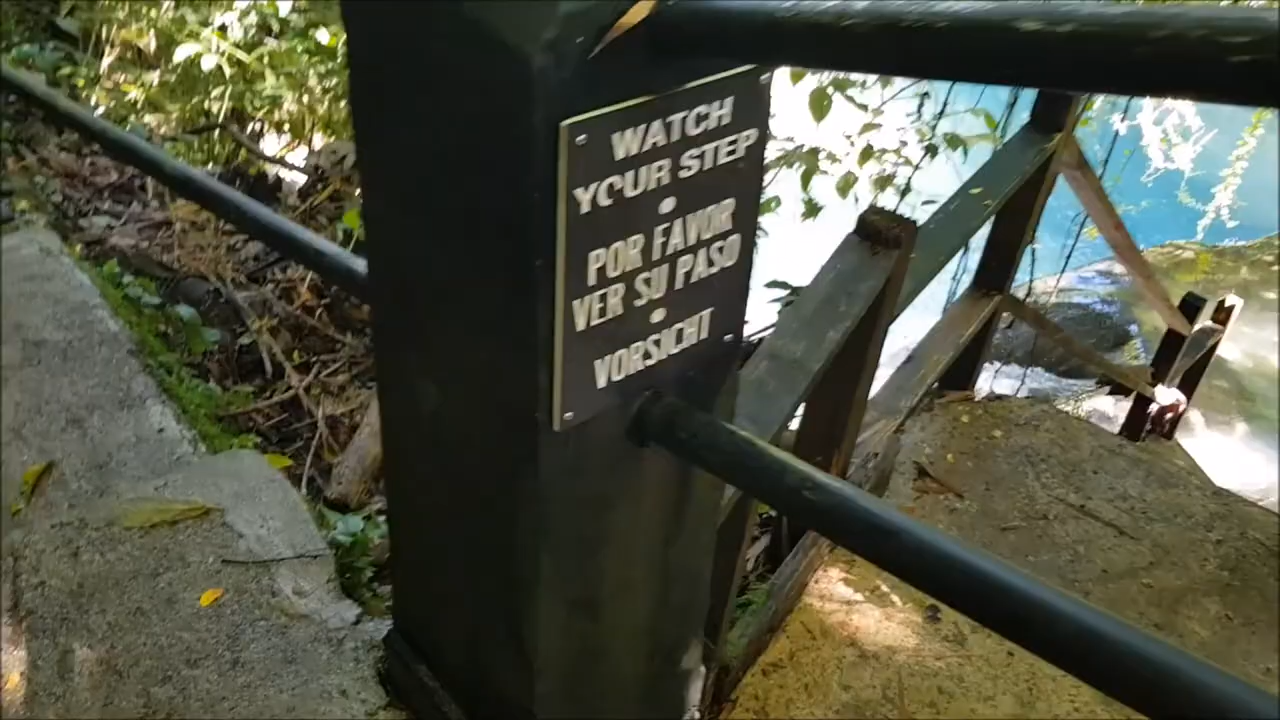 WATCH
YOUR STEP
•
POR FAVOR
VER SU PASO
•
VORSICHT